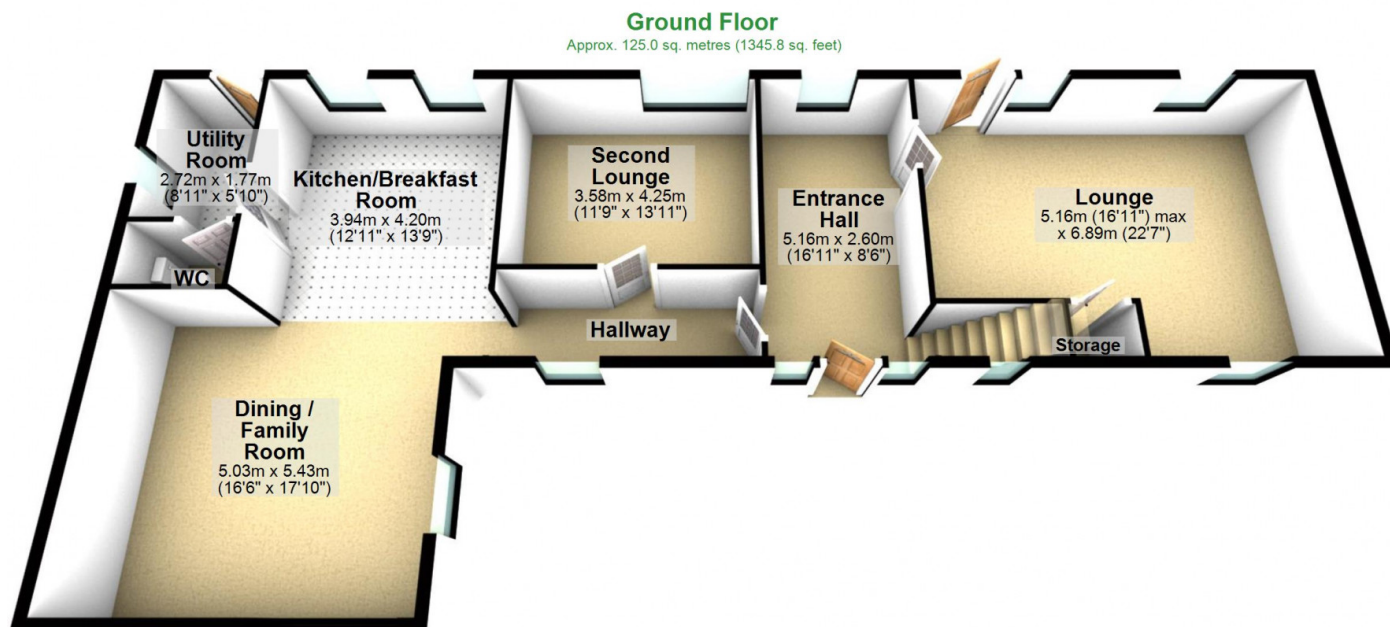 Ground Floor
Approx. 125.0 sq. metres (1345.8 sq. feet)
Utility
Room
2.72m x 1.77m
(8'11" x 5'10")
Kitchen/Breakfast
Room
3.94m x 4.20m
(12'11" x 13'9")
Second
Lounge
3.58m x 4.25m
(11'9" x 13'11")
Entrance
Hall
5.16m x 2.60m
(16'11" x 8'6")
Lounge
5.16m (16'11") max
x 6.89m (22'7")
WC
Hallway
Storage
Dining /
Family
Room
5.03m x 5.43m
(16'6" x 17'10")